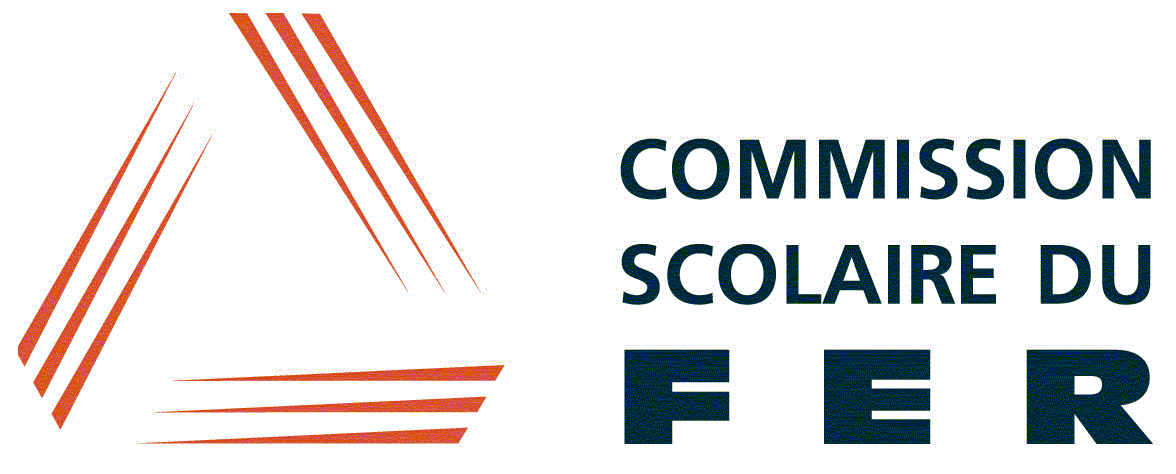 COMMISSION
SCOLAIRE DU
FER